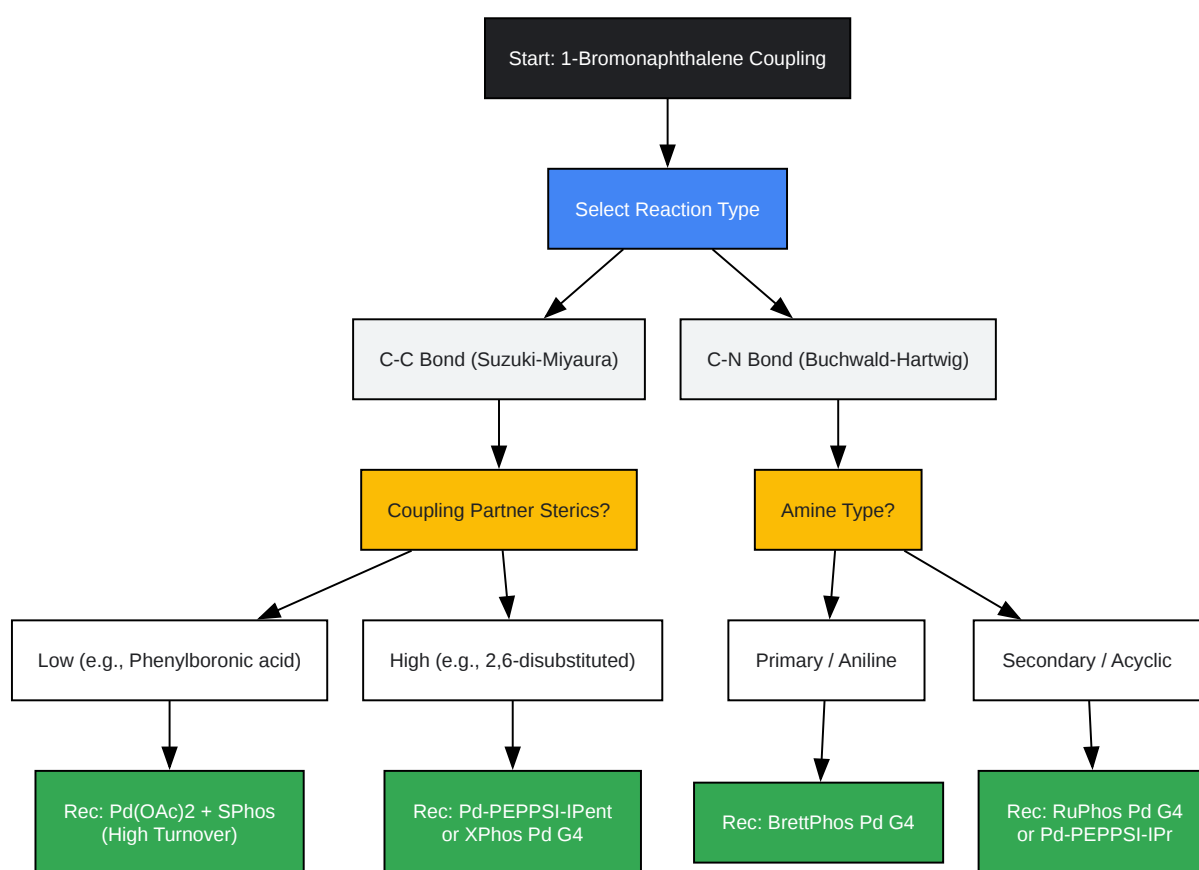 Start: 1-Bromonaphthalene Coupling
Select Reaction Type
C-C Bond (Suzuki-Miyaura)
C-N Bond (Buchwald-Hartwig)
Coupling Partner Sterics?
Amine Type?
Low (e.g., Phenylboronic acid)
High (e.g., 2,6-disubstituted)
Primary / Aniline
Secondary / Acyclic
Rec: Pd(OAc)2 + SPhos
(High Turnover)
Rec: Pd-PEPPSI-IPent
or XPhos Pd G4
Rec: BrettPhos Pd G4
Rec: RuPhos Pd G4
or Pd-PEPPSI-IPr